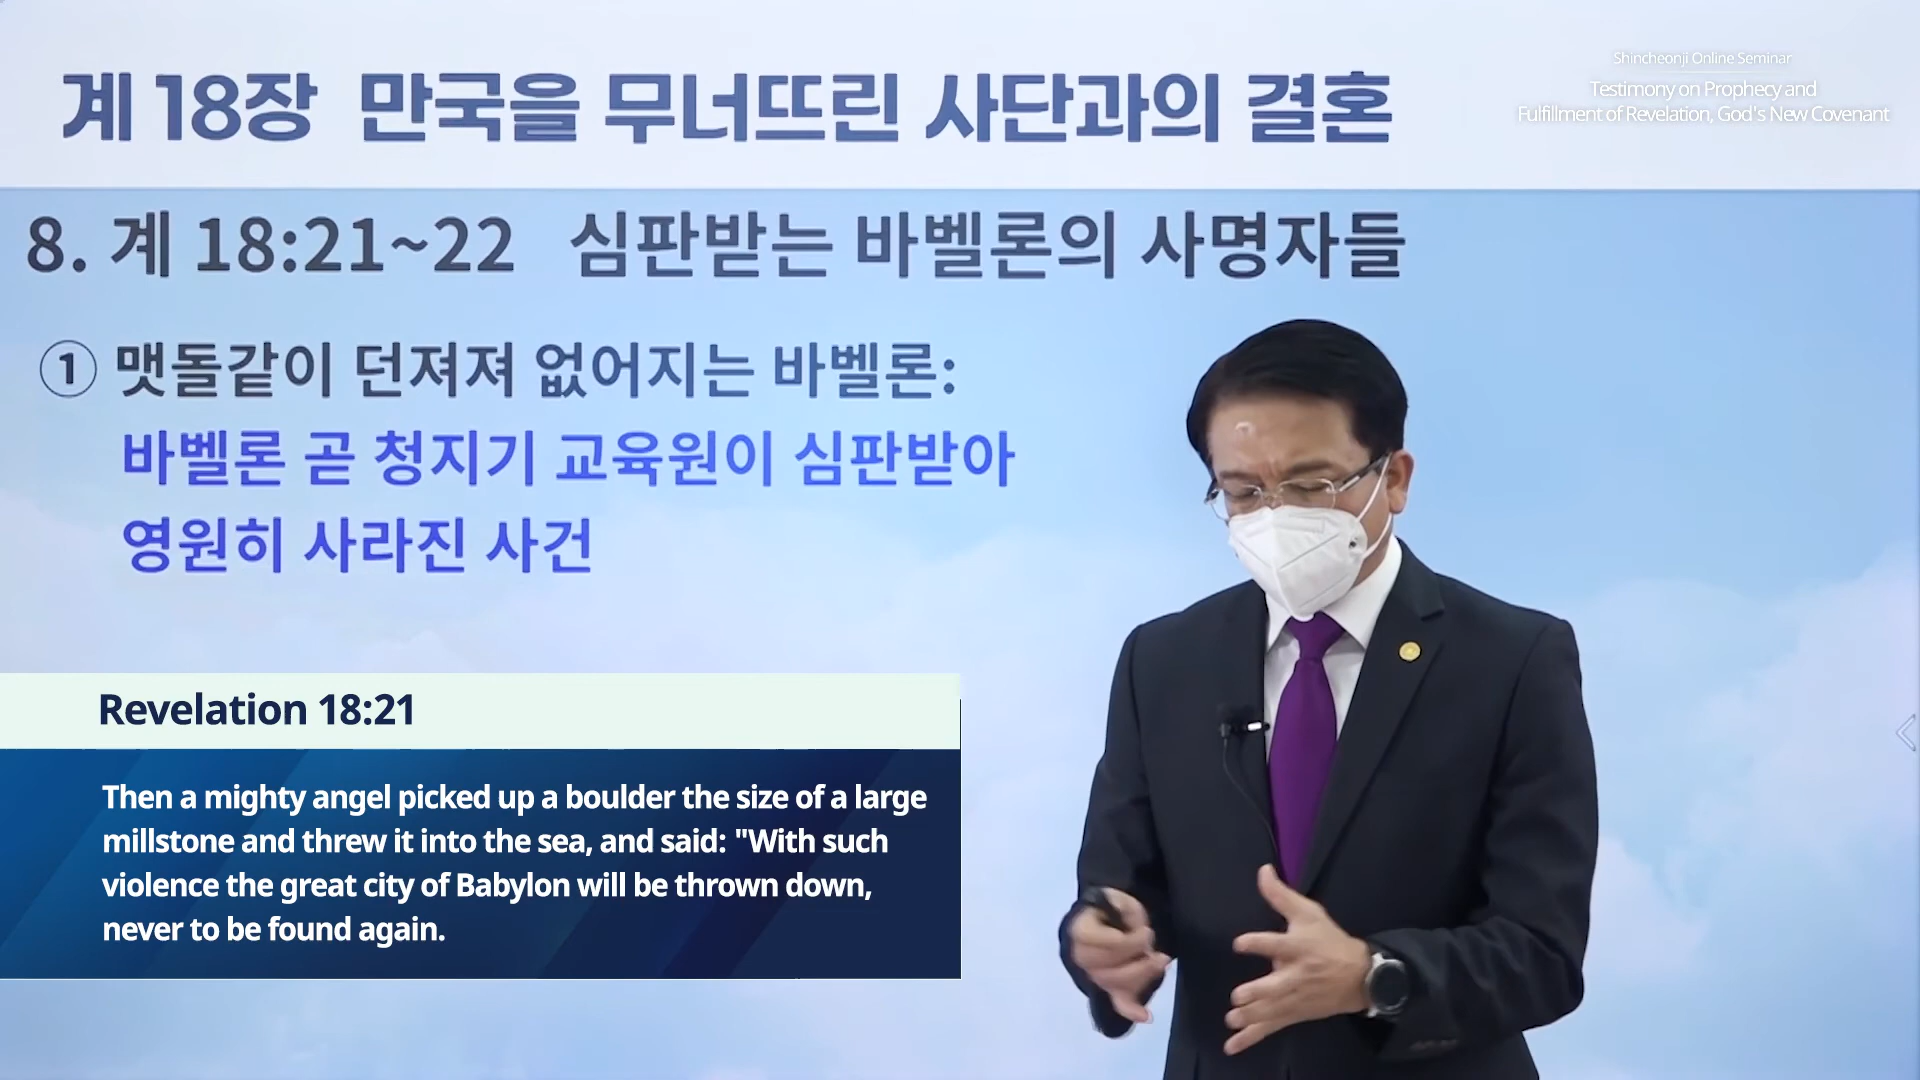 계 18장 만국을 무너뜨린 사단과의 결혼
Shincheonji Online Seminar
Testimony on Prophecy and
Fulfillment of Revelation, God's New Covenant
8. 계 18:21~22 심판받는 바벨론의 사명자들
① 맷돌같이 던져져 없어지는 바벨론:
바벨론 곧 청지기 교육원이 심판받아
영원히 사라진 사건
Revelation 18:21
Then a mighty angel picked up a boulder the size of a large
millstone and threw it into the sea, and said: "With such
violence the great city of Babylon will be thrown down,
never to be found again.